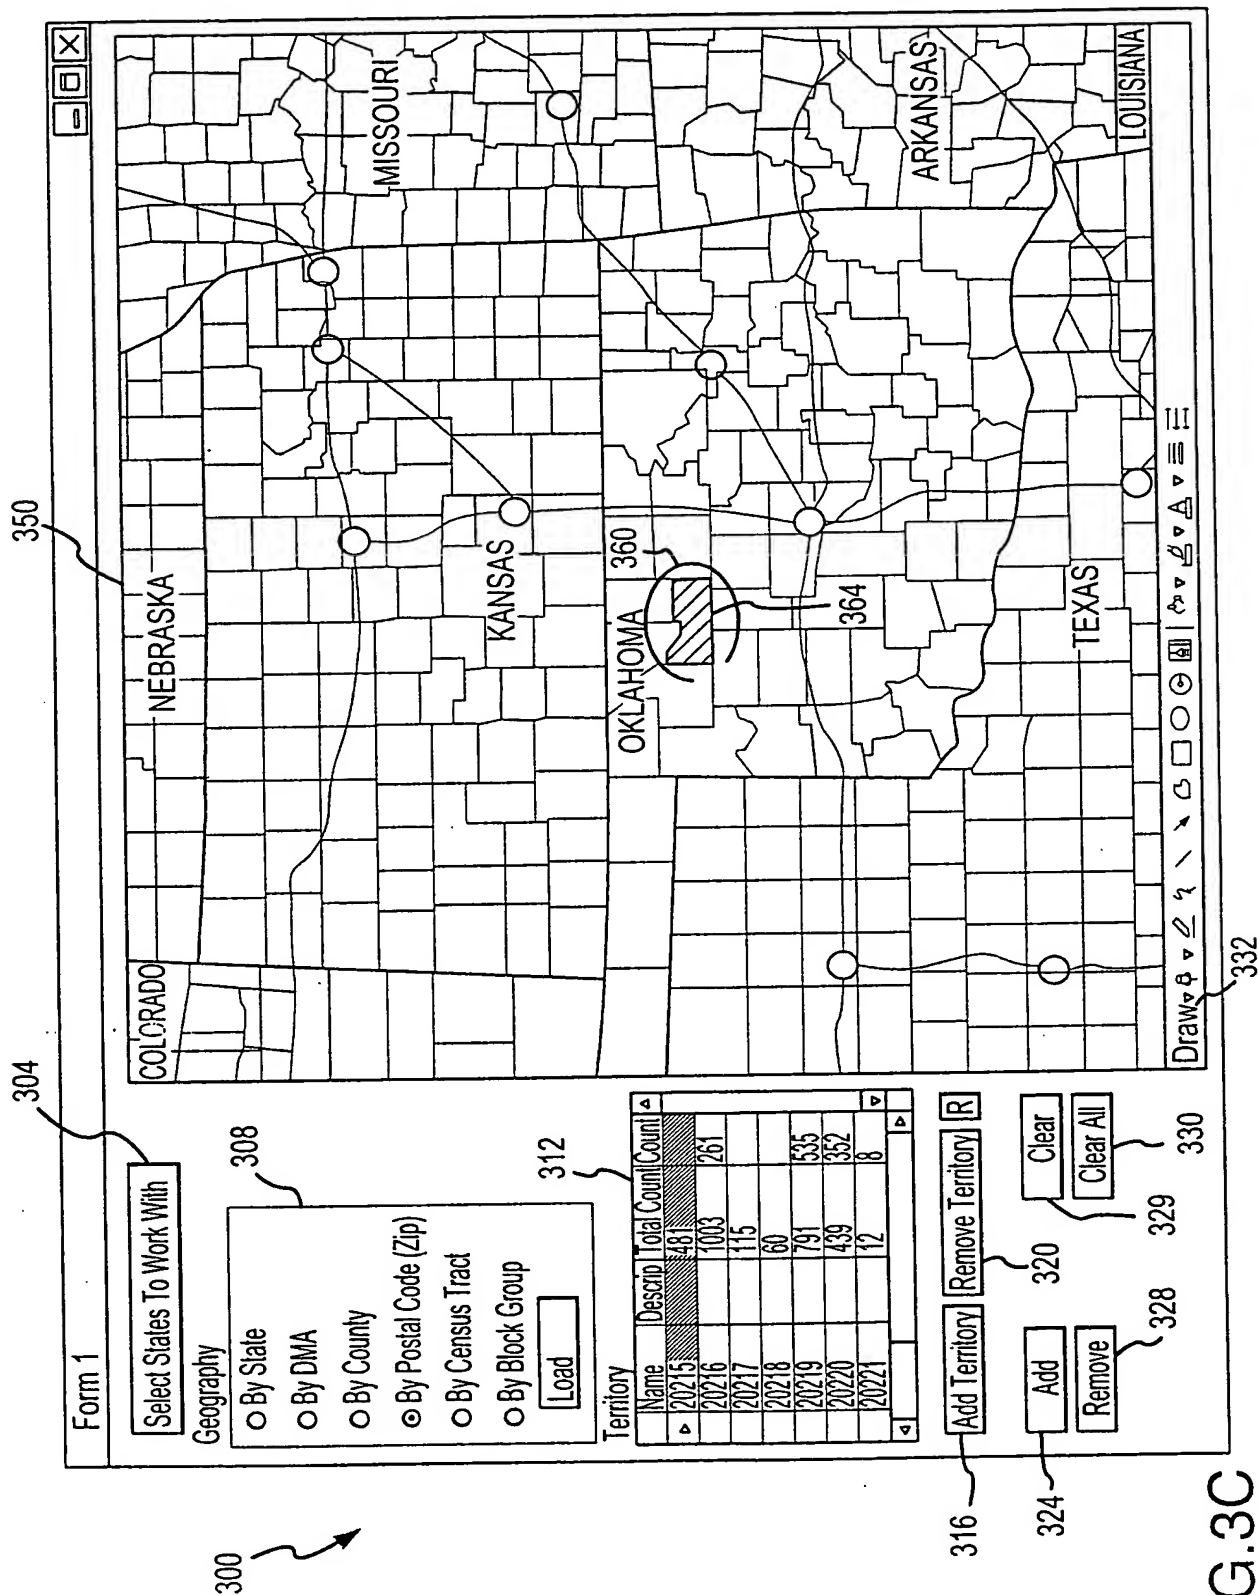 300
Form 1
304
350
Select States To Work With
Geography
308
By State
By DMA
By County
By Postal Code (Zip)
By Census Tract
By Block Group
Load
Territory
312
Name Descrip Total Count Count
20215 481
20216 1003 261
20217 115
20218 60
20219 791 535
20220 439 352
20221 12 8
316
Add Territory
Remove Territory
R
320
324
Add
Clear
329
Remove
Clear All
328
330
COLORADO
NEBRASKA
KANSAS
MISSOURI
OKLAHOMA
360
364
ARKANSAS
TEXAS
LOUISIANA
Draw
A
332
G.3C